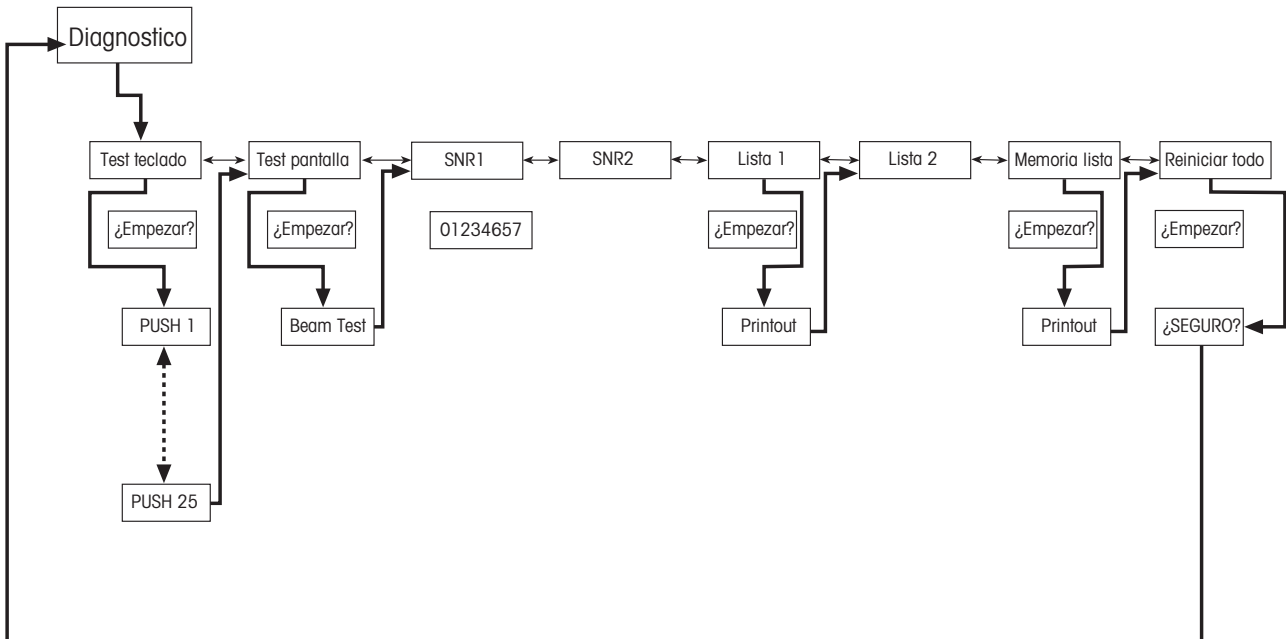 Diagnostico
Test teclado
Test pantalla
SNR1
SNR2
Lista 1
Lista 2
Memoria lista
Reiniciar todo
¿Empezar?
¿Empezar?
01234657
¿Empezar?
¿Empezar?
¿Empezar?
PUSH 1
Beam Test
Printout
Printout
¿SEGURO?
PUSH 25